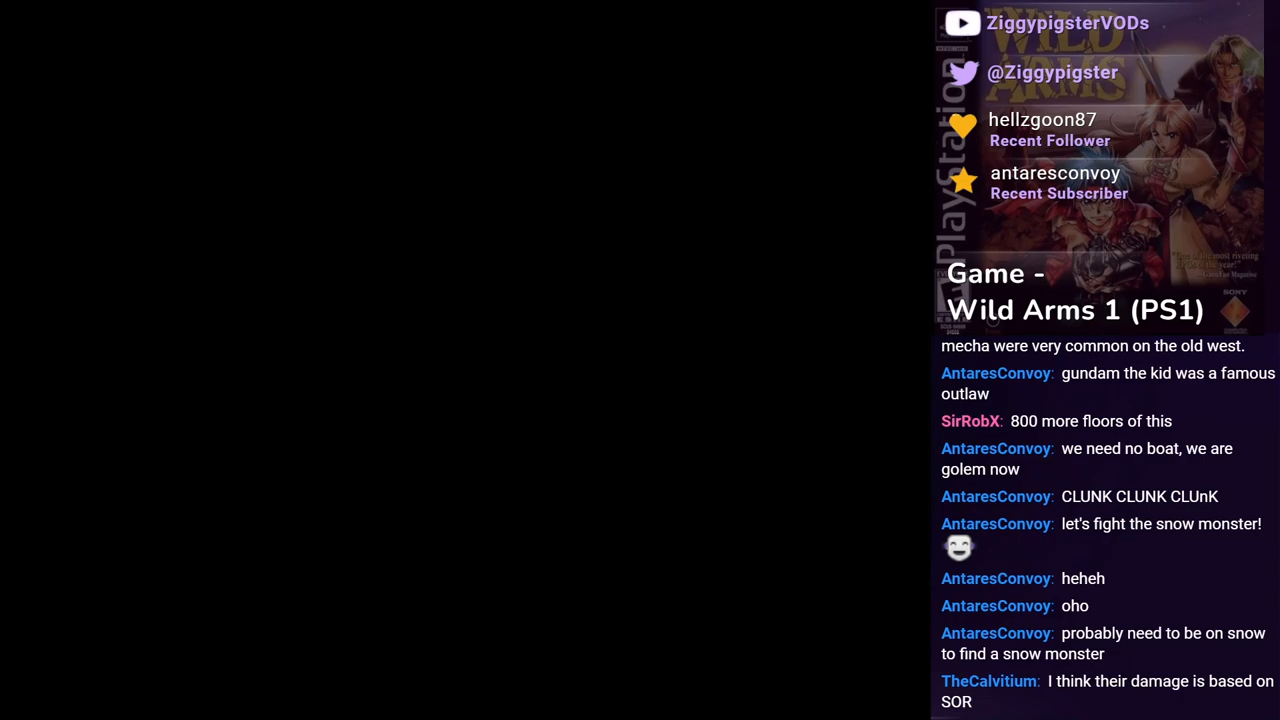 ZiggypigsterVODs
@Ziggypigster
hellzgoon87
Recent Follower
antaresconvoy
Recent Subscriber
WILD
ARMS
PlayStation
Game -
Wild Arms 1 (PS1)
SONY
mecha were very common on the old west.
AntaresConvoy: gundam the kid was a famous
outlaw
SirRobX: 800 more floors of this
AntaresConvoy: we need no boat, we are
golem now
AntaresConvoy: CLUNK CLUNK CLUnK
AntaresConvoy: let's fight the snow monster!
AntaresConvoy: heheh
AntaresConvoy: oho
AntaresConvoy: probably need to be on snow
to find a snow monster
TheCalvitium: I think their damage is based on
SOR